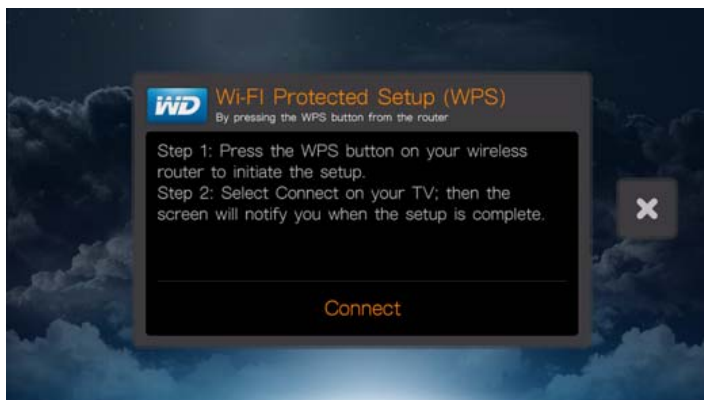 WD
Wi-FI Protected Setup (WPS)
By pressing the WPS button from the router
Step 1: Press the WPS button on your wireless
router to initiate the setup.
Step 2: Select Connect on your TV; then the
screen will notify you when the setup is complete.
Connect